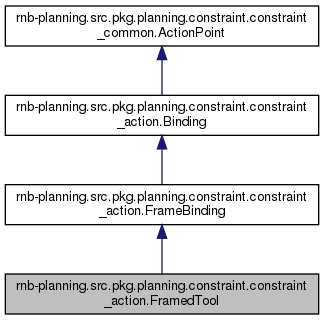 rnb-planning.src.pkg.planning.constraint.constraint
_common.ActionPoint
rnb-planning.src.pkg.planning.constraint.constraint
_action.Binding
rnb-planning.src.pkg.planning.constraint.constraint
_action.FrameBinding
rnb-planning.src.pkg.planning.constraint.constraint
_action.FramedTool